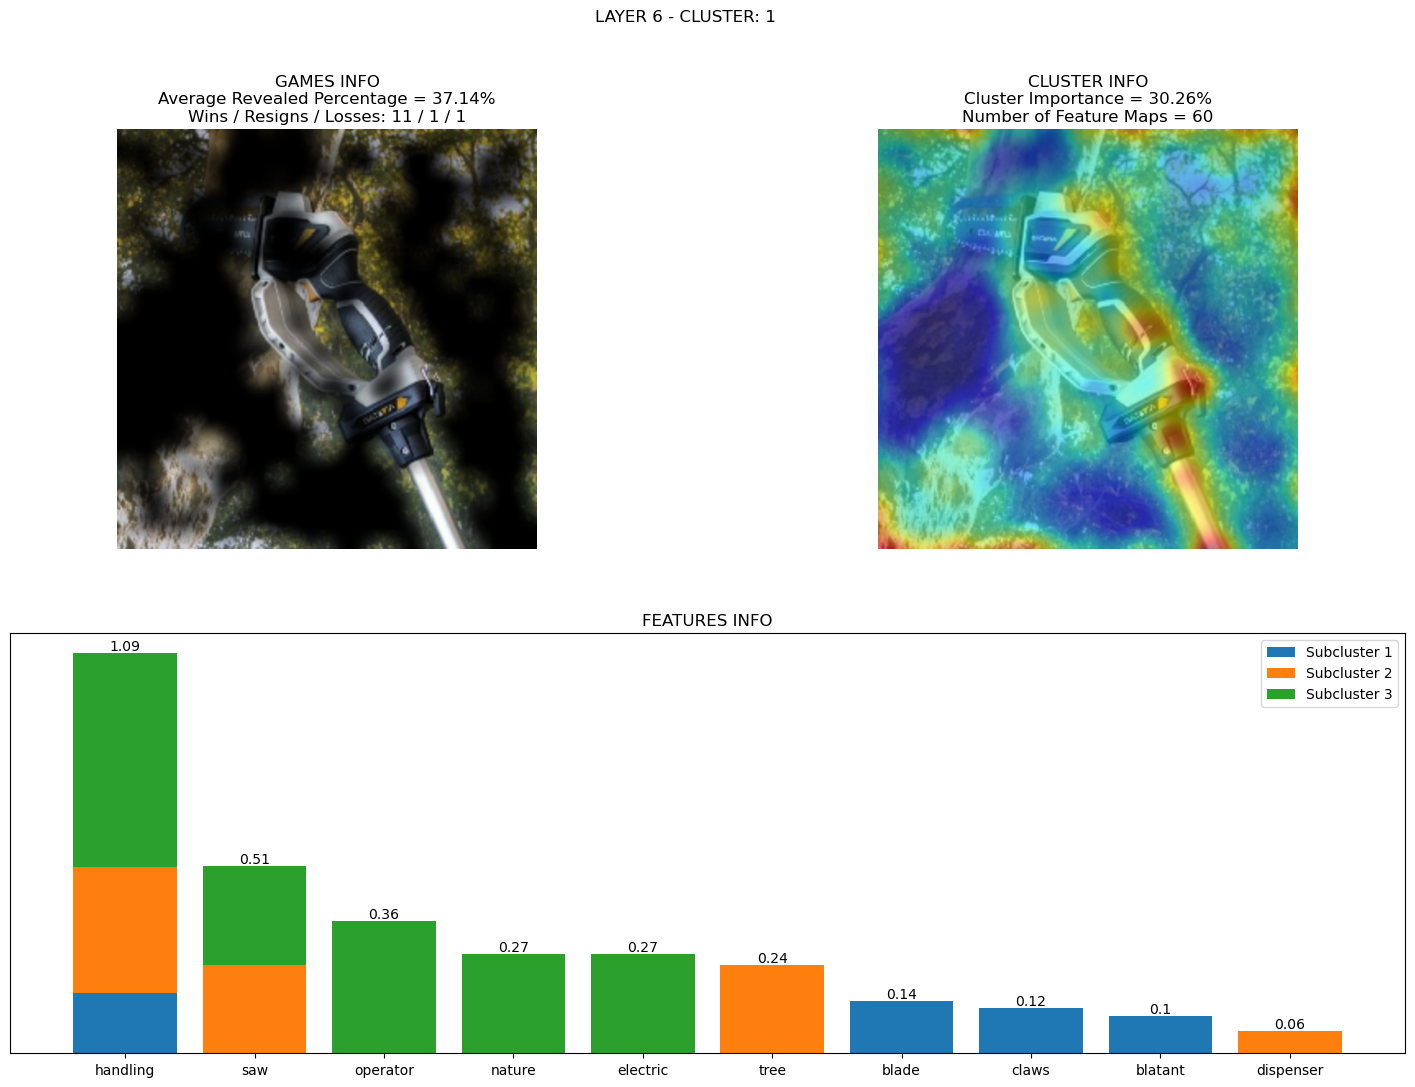 LAYER 6 - CLUSTER: 1
GAMES INFO
Average Revealed Percentage = 37.14%
Wins / Resigns / Losses: 11 / 1 / 1
CLUSTER INFO
Cluster Importance = 30.26%
Number of Feature Maps = 60
FEATURES INFO
1.09
0.51
0.36
0.27
0.27
0.24
0.14
0.12
0.1
0.06
Subcluster 1
Subcluster 2
Subcluster 3
handling
saw
operator
nature
electric
tree
blade
claws
blatant
dispenser